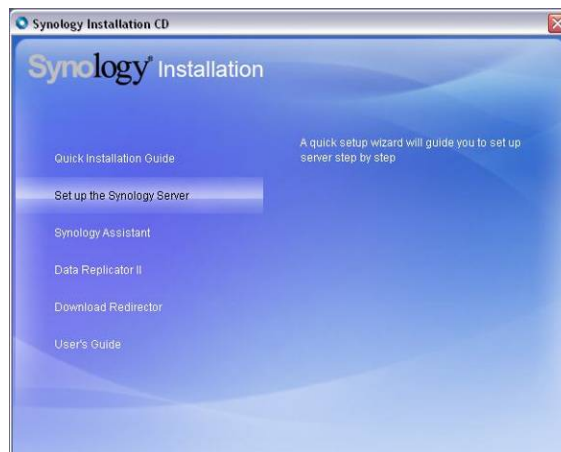 Synology Installation CD
Synology® Installation
Quick Installation Guide
Set up the Synology Server
Synology Assistant
Data Replicator II
Download Redirector
User's Guide
A quick setup wizard will guide you to set up
server step by step